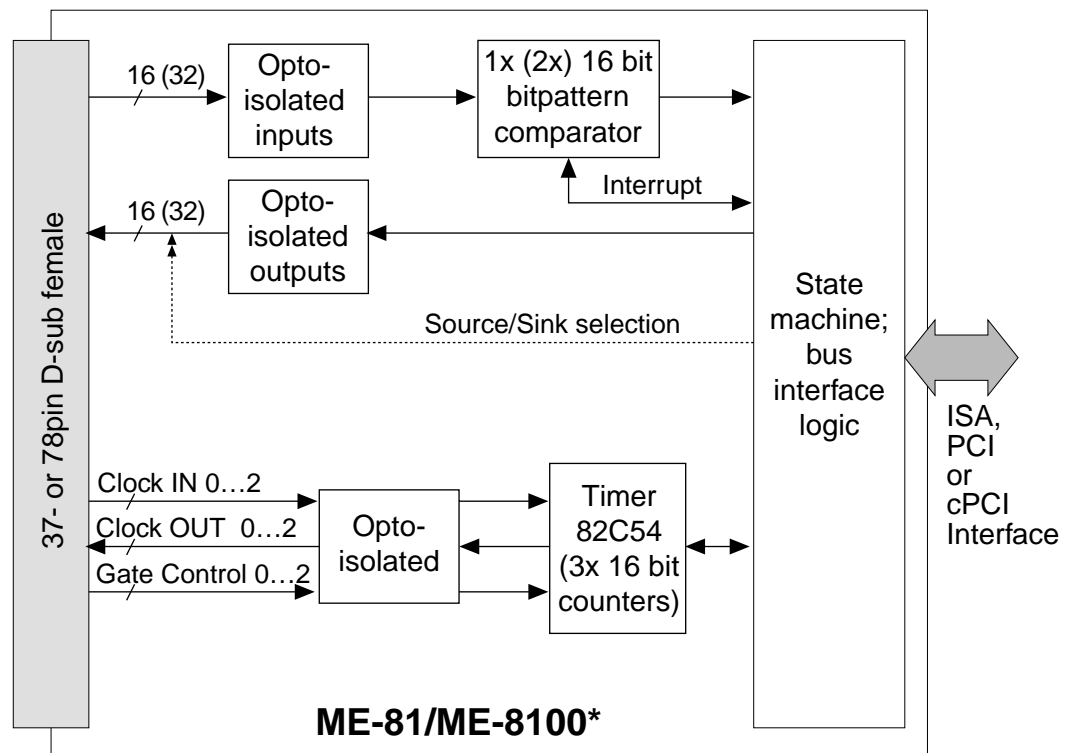 37- or 78pin D-sub female
16 (32)
Opto-
isolated
inputs
1x (2x) 16 bit
bitpattern
comparator
Interrupt
16 (32)
Opto-
isolated
outputs
Source/Sink selection
State
machine;
bus
interface
logic
ISA,
PCI
or
cPCI
Interface
Clock IN 0…2
Clock OUT 0…2
Gate Control 0…2
Opto-
isolated
Timer
82C54
(3x 16 bit
counters)
ME-81/ME-8100*